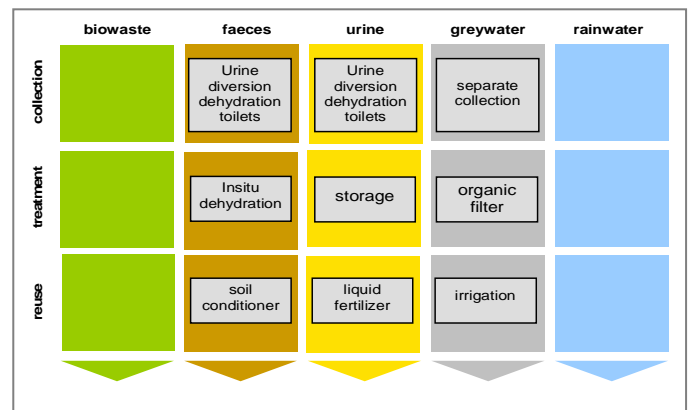 biowaste faeces urine greywater rainwater
collection
Urine
diversion
dehydration
toilets
Urine
diversion
dehydration
toilets
separate
collection
treatment
Insitu
dehydration
storage
organic
filter
reuse
soil
conditioner
liquid
fertilizer
irrigation